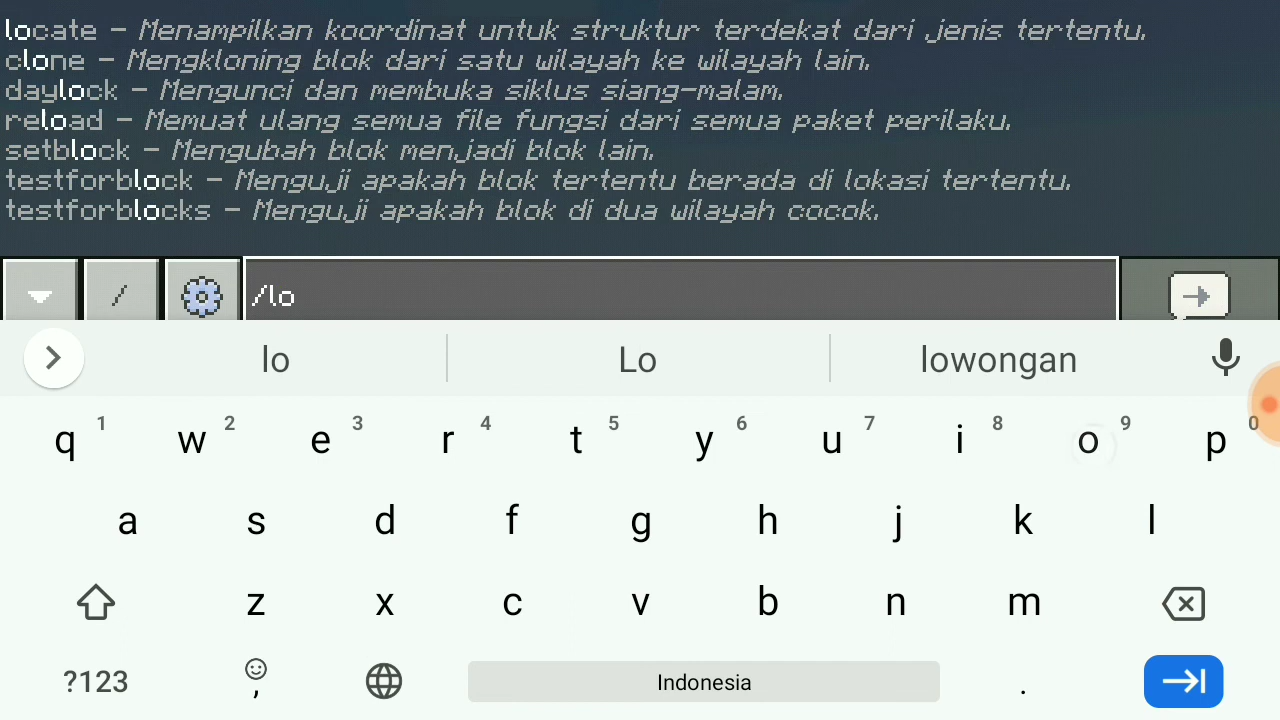 locate - Menampilkan koordinat untuk struktur terdekat dari jenis tertentu.
clone - Mengkloning blok dari satu wilayah ke wilayah lain.
daylock - Mengunci dan membuka siklus siang-malam.
reload - Memuat ulang semua file fungsi dari semua paket perilaku.
setblock - Mengubah blok menjadi blok lain.
testforblock - Menguji apakah blok tertentu berada di lokasi tertentu.
testforblocks - Menguji apakah blok di dua wilayah cocok.
/ /lo
lo Lo lowongan
q 1 w 2 e 3 r 4 t 5 y 6 u 7 i 8 o 9 p 0
a s d f g h j k l
z x c v b n m
?123 , Indonesia .